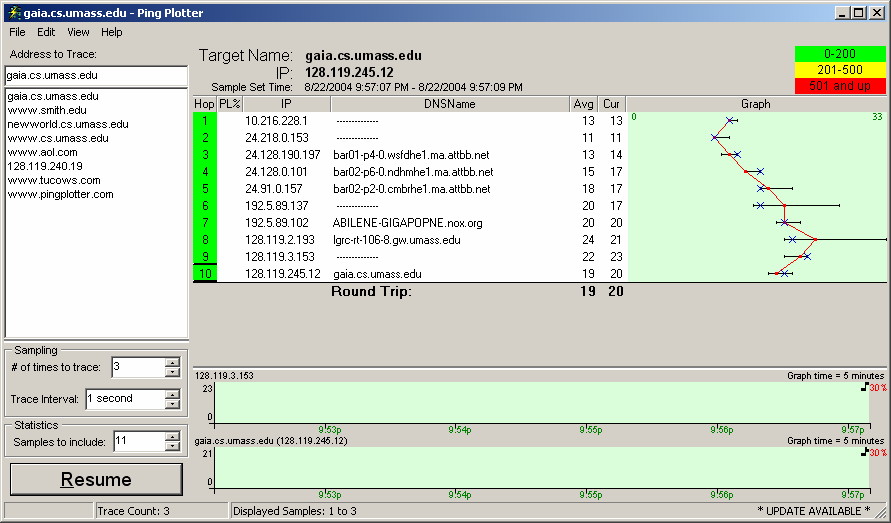 gaia.cs.umass.edu - Ping Plotter
File Edit View Help
Address to Trace:
gaia.cs.umass.edu
gaia.cs.umass.edu
www.smith.edu
newworld.cs.umass.edu
www.cs.umass.edu
www.aol.com
128.119.240.19
www.tucows.com
www.pingplotter.com
Sampling
# of times to trace: 3
Trace Interval: 1 second
Statistics
Samples to include: 11
Resume
Target Name: gaia.cs.umass.edu
IP: 128.119.245.12
Sample Set Time: 8/22/2004 9:57:07 PM - 8/22/2004 9:57:09 PM
0-200
201-500
501 and up
Hop PL% IP DNSName Avg Cur Graph
0 33
1 10.216.228.1 -------------- 13 13
2 24.218.0.153 -------------- 11 11
3 24.128.190.197 bar01-p4-0.wsfdhe1.ma.attbb.net 13 14
4 24.128.0.101 bar02-p6-0.ndhmhe1.ma.attbb.net 15 17
5 24.91.0.157 bar02-p2-0.cmbrhe1.ma.attbb.net 18 17
6 192.5.89.137 -------------- 20 17
7 192.5.89.102 ABILENE-GIGAPOPNE.nox.org 20 20
8 128.119.2.193 lgrc-rt-106-8.gw.umass.edu 24 21
9 128.119.3.153 -------------- 22 23
10 128.119.245.12 gaia.cs.umass.edu 19 20
Round Trip: 19 20
128.119.3.153 Graph time = 5 minutes
23 30%
0
9:53p 9:54p 9:55p 9:56p 9:57p
gaia.cs.umass.edu (128.119.245.12) Graph time = 5 minutes
21 30%
0
9:53p 9:54p 9:55p 9:56p 9:57p
Trace Count: 3 Displayed Samples: 1 to 3 * UPDATE AVAILABLE *